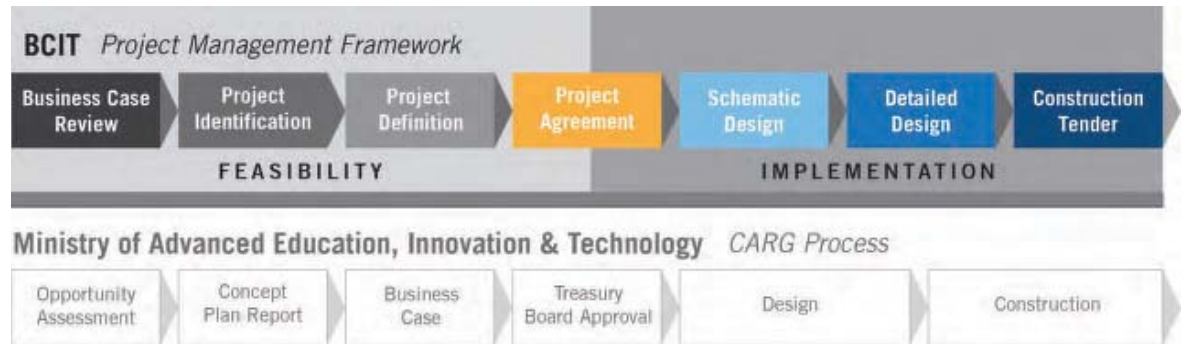 BCIT Project Management Framework
Business Case
Review
Project
Identification
Project
Definition
Project
Agreement
Schematic
Design
Detailed
Design
Construction
Tender
FEASIBILITY
IMPLEMENTATION
Ministry of Advanced Education, Innovation & Technology CARG Process
Opportunity
Assessment
Concept
Plan Report
Business
Case
Treasury
Board Approval
Design
Construction